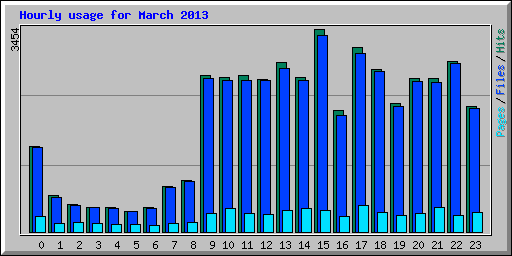 Hourly usage for March 2013
3454
Pages / Files / Hits
0 1 2 3 4 5 6 7 8 9 10 11 12 13 14 15 16 17 18 19 20 21 22 23